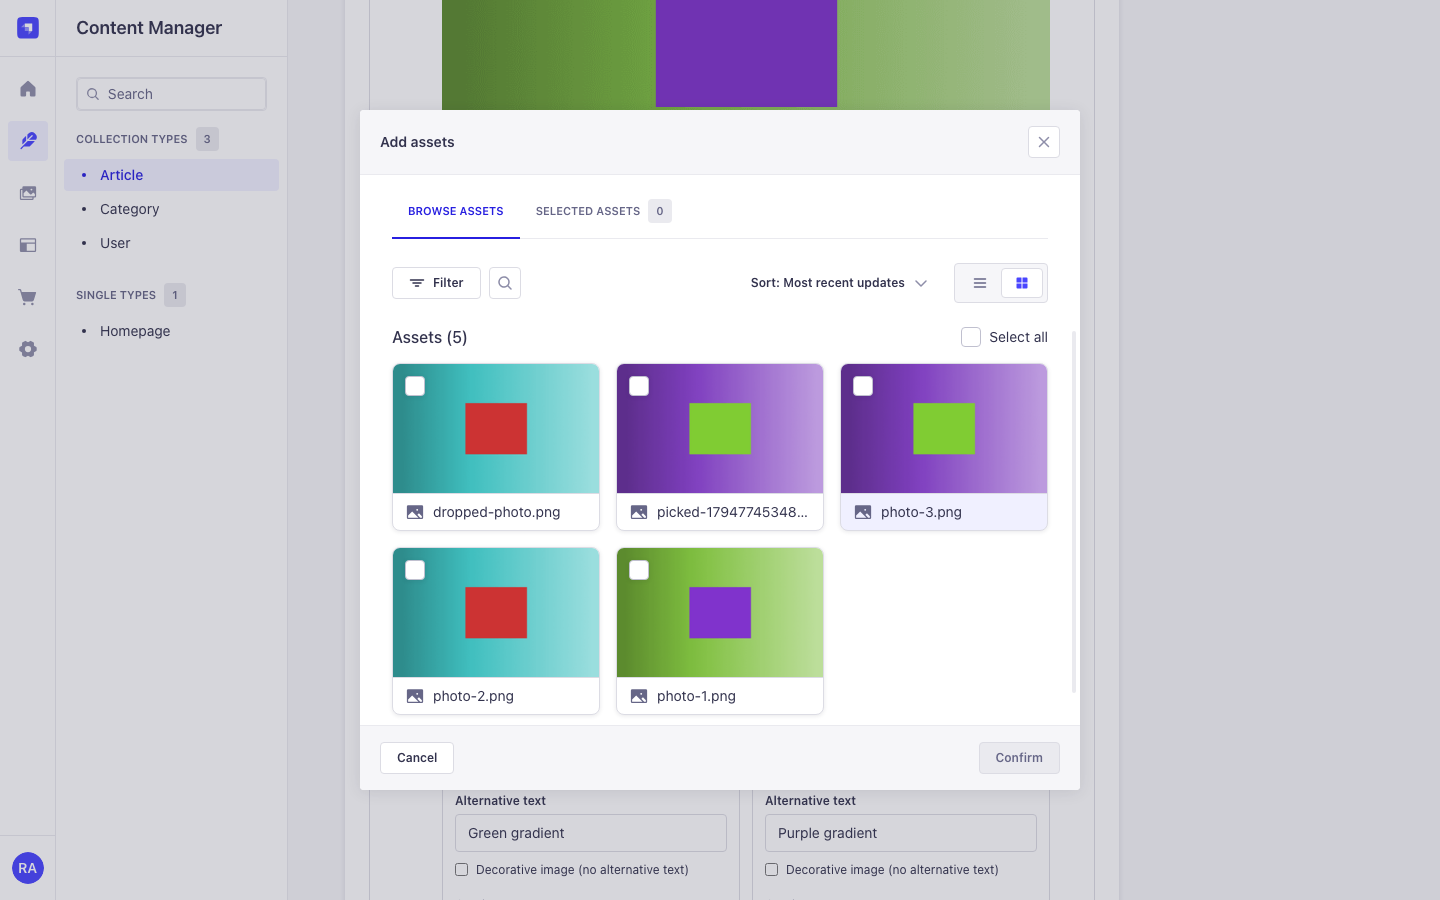 Content Manager
Search
COLLECTION TYPES 3
Article
Category
User
SINGLE TYPES 1
Homepage
RA
Add assets
BROWSE ASSETS
SELECTED ASSETS 0
Filter
Sort: Most recent updates
Assets (5)
Select all
dropped-photo.png
picked-17947745348...
photo-3.png
photo-2.png
photo-1.png
Cancel
Confirm
Alternative text
Alternative text
Green gradient
Purple gradient
Decorative image (no alternative text)
Decorative image (no alternative text)